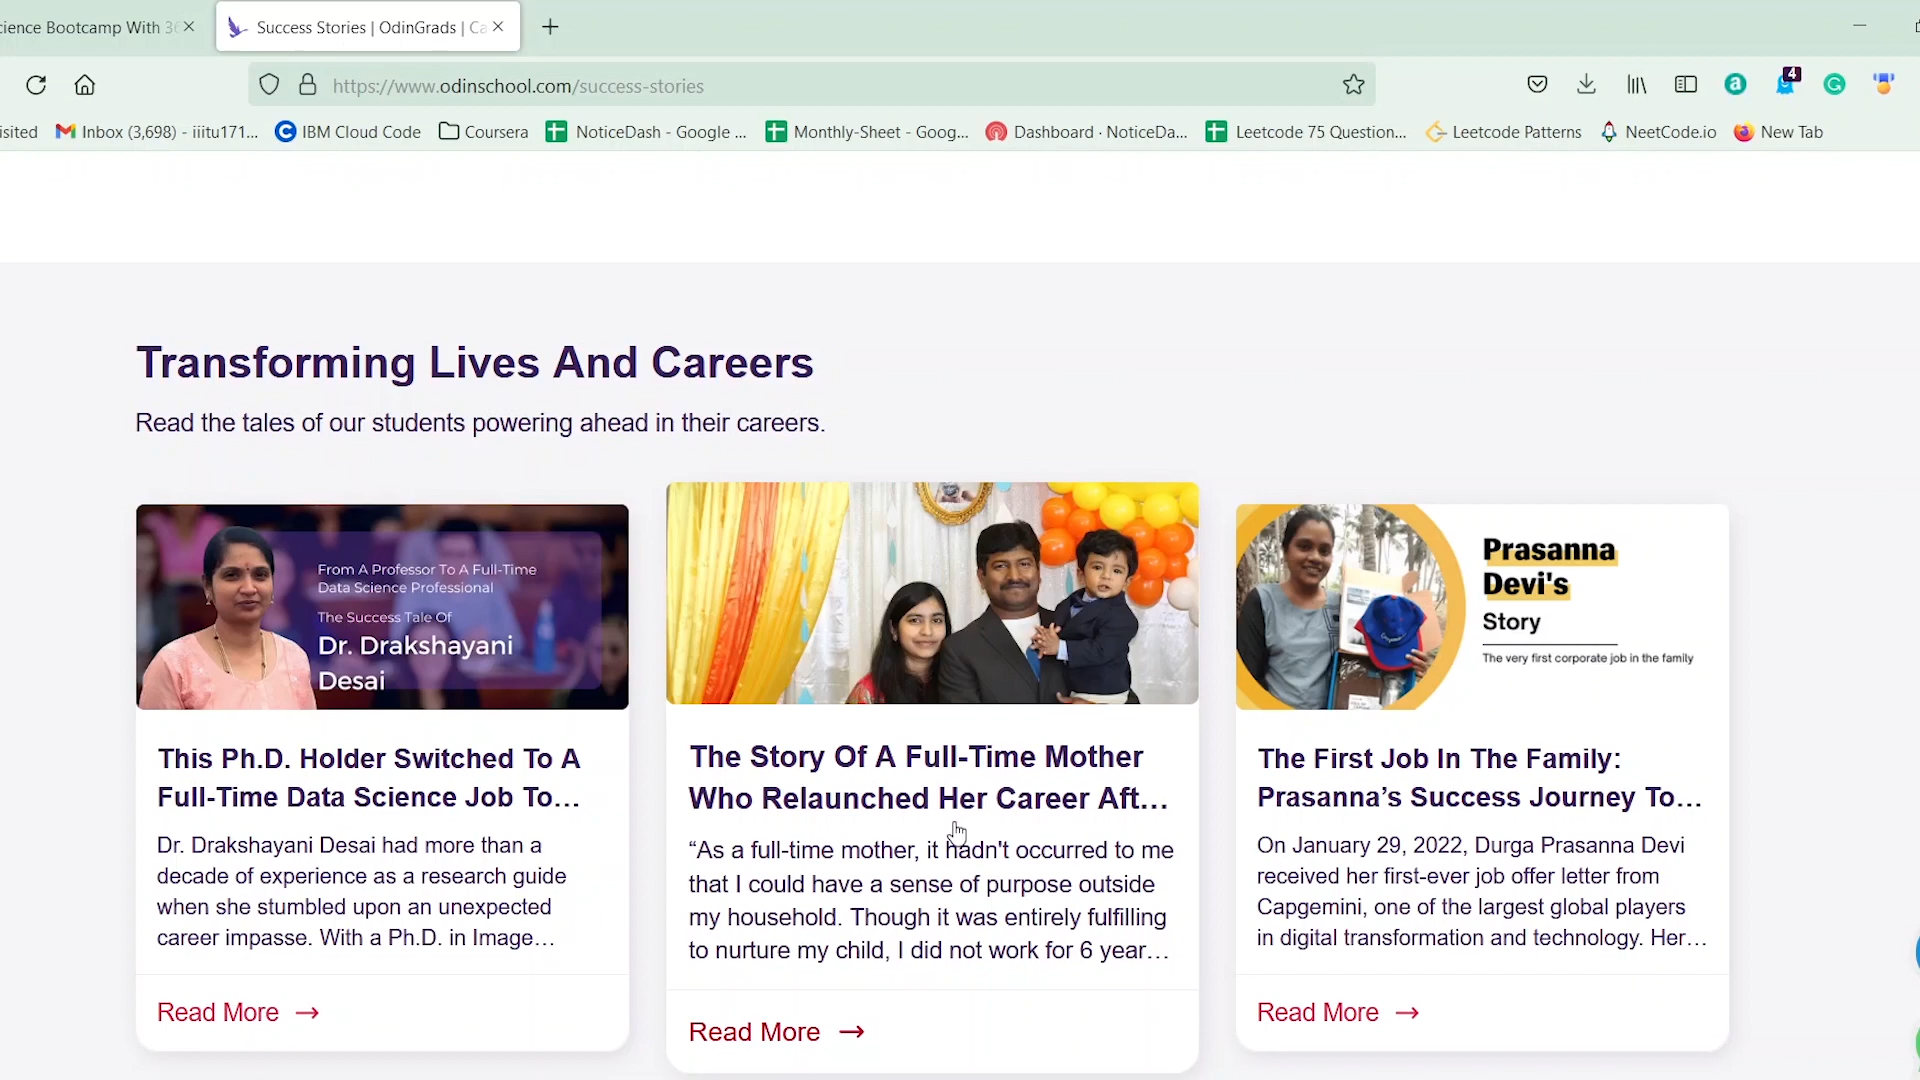 cience Bootcamp With 36
Success Stories | OdinGrads | Ca
https://www.odinschool.com/success-stories
4
isited
Inbox (3,698) - iiitu171...
IBM Cloud Code
Coursera
NoticeDash - Google ...
Monthly-Sheet - Goog...
Dashboard · NoticeDa...
Leetcode 75 Question...
Leetcode Patterns
NeetCode.io
New Tab
Transforming Lives And Careers
Read the tales of our students powering ahead in their careers.
From A Professor To A Full-Time
Data Science Professional
The Success Tale Of
Dr. Drakshayani
Desai
This Ph.D. Holder Switched To A
Full-Time Data Science Job To...
Dr. Drakshayani Desai had more than a
decade of experience as a research guide
when she stumbled upon an unexpected
career impasse. With a Ph.D. in Image...
Read More →
The Story Of A Full-Time Mother
Who Relaunched Her Career Aft...
“As a full-time mother, it hadn't occurred to me
that I could have a sense of purpose outside
my household. Though it was entirely fulfilling
to nurture my child, I did not work for 6 year...
Read More →
Prasanna
Devi's
Story
The very first corporate job in the family
The First Job In The Family:
Prasanna’s Success Journey To...
On January 29, 2022, Durga Prasanna Devi
received her first-ever job offer letter from
Capgemini, one of the largest global players
in digital transformation and technology. Her...
Read More →